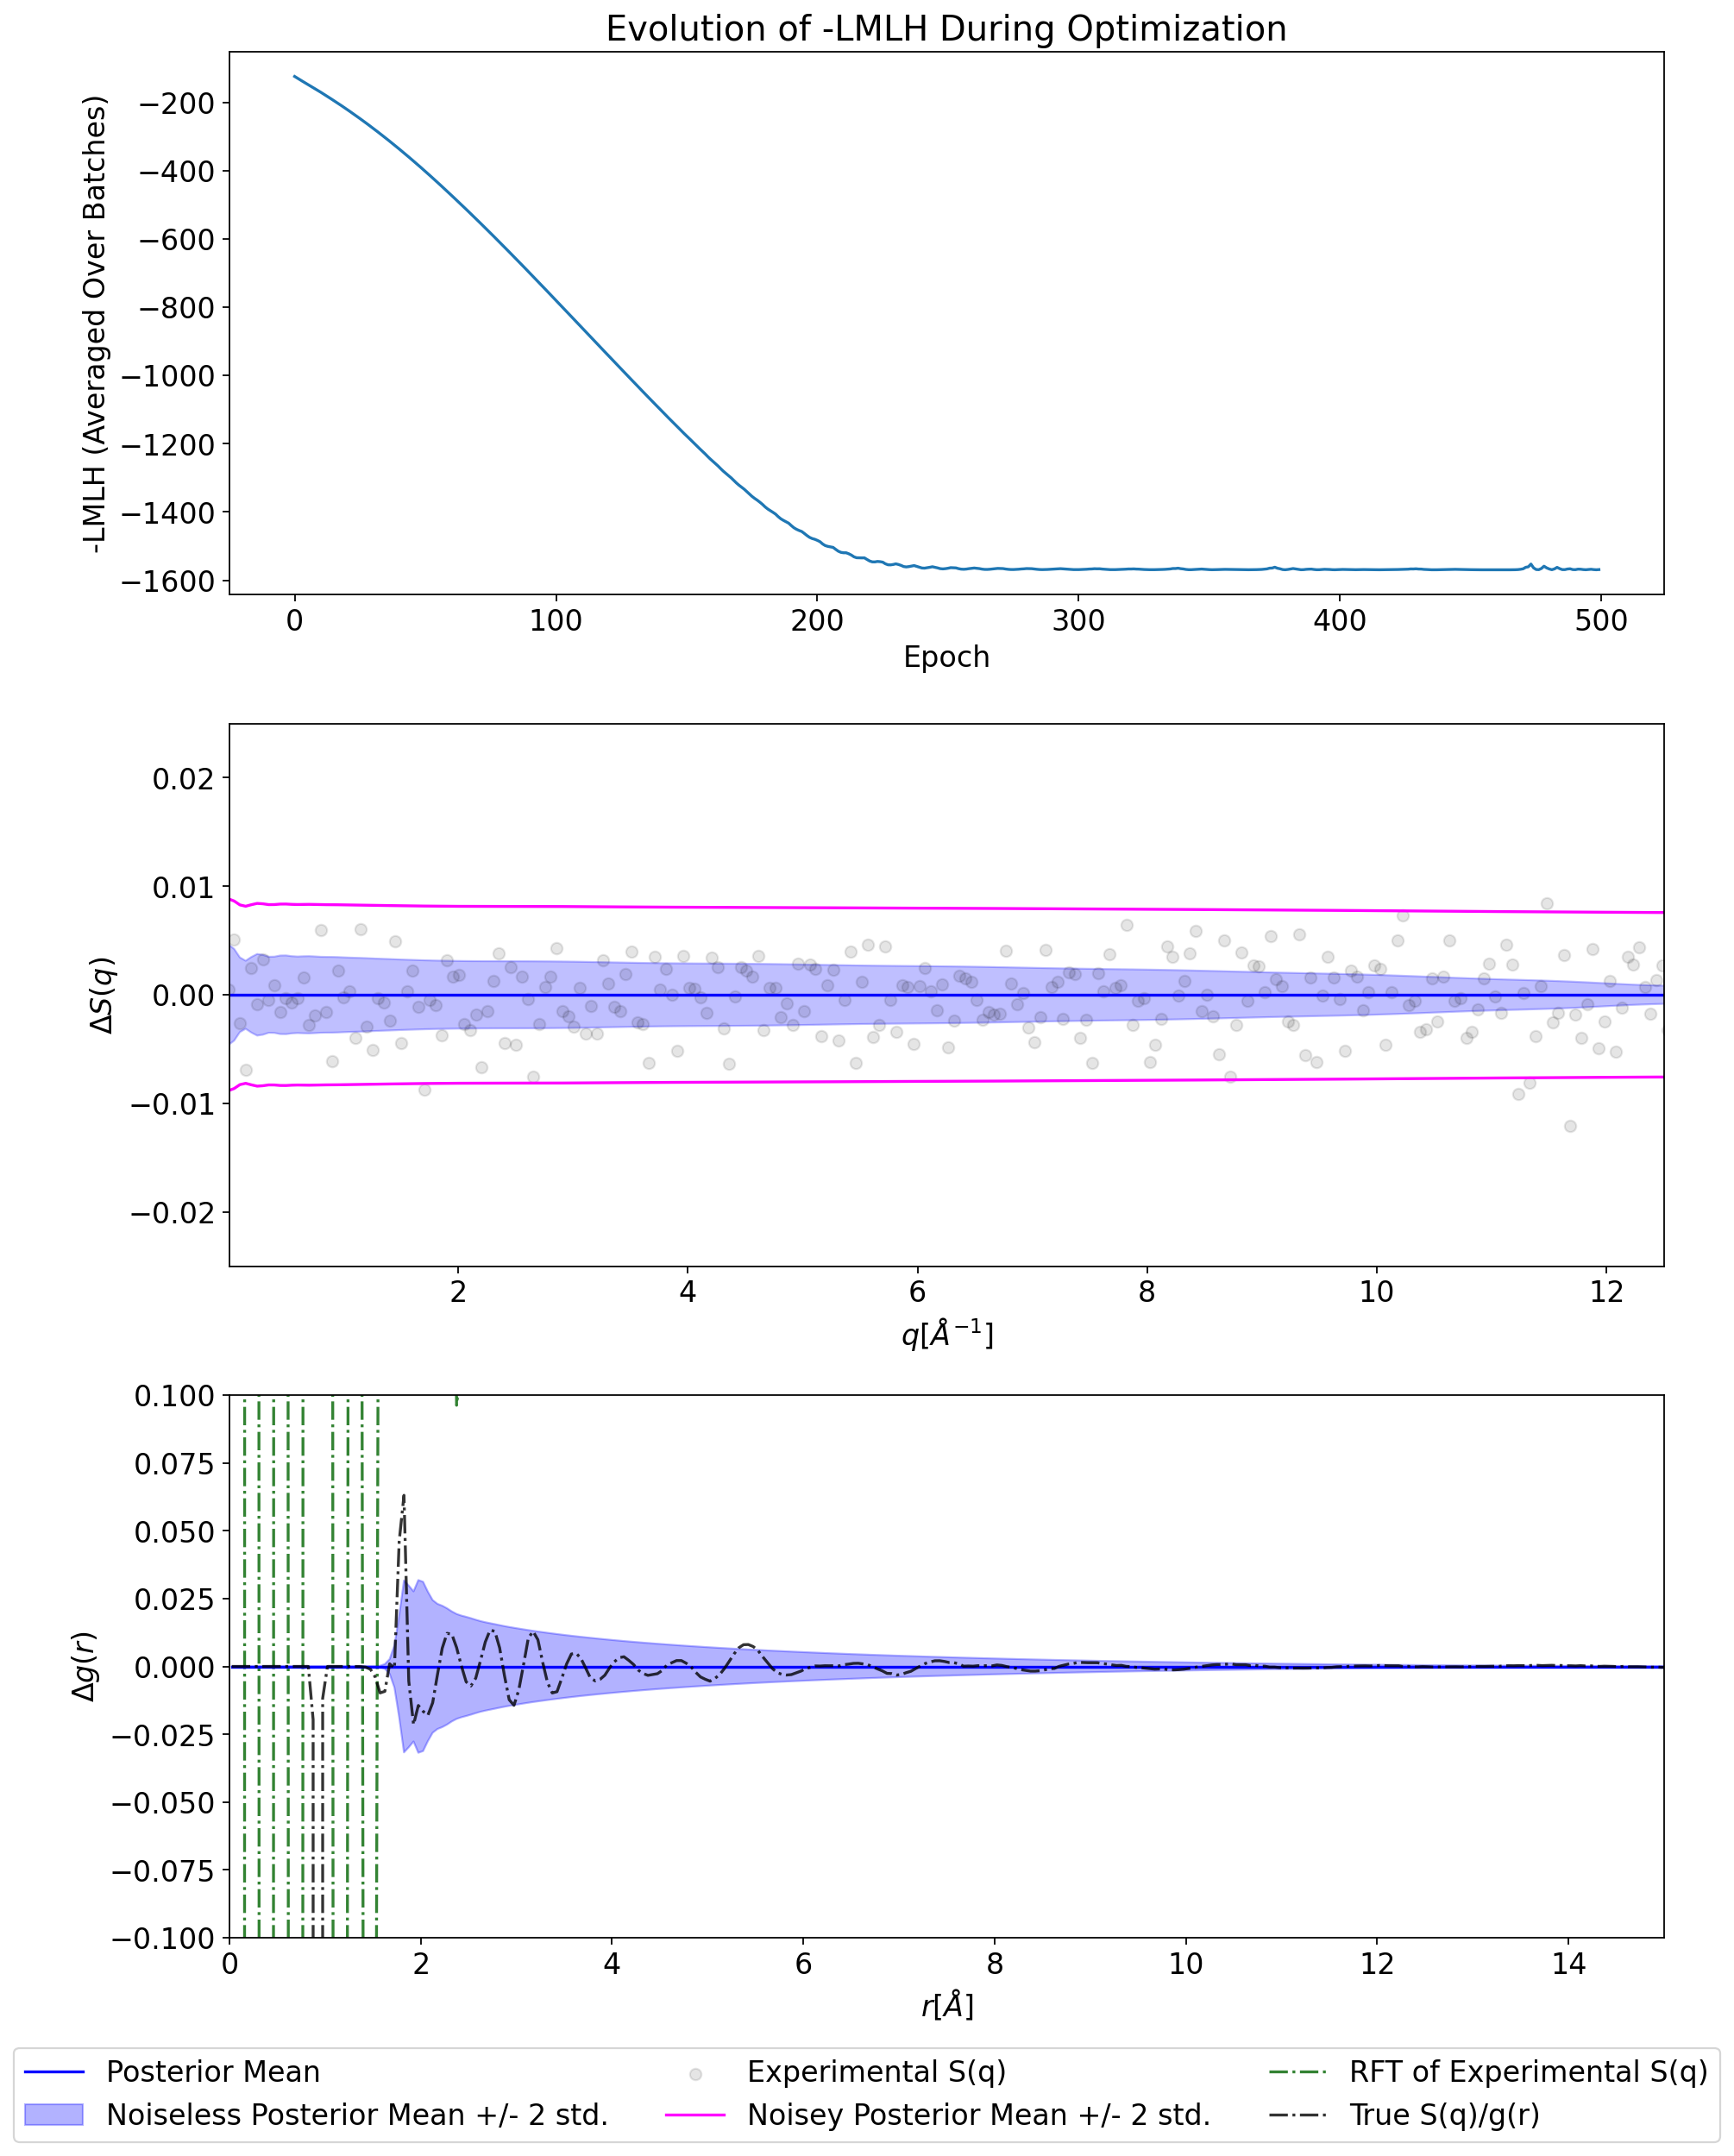 Evolution of -LMLH During Optimization
-LMLH (Averaged Over Batches)
−200
−400
−600
−800
−1000
−1200
−1400
−1600
0 100 200 300 400 500
Epoch
ΔS(q)
0.02
0.01
0.00
−0.01
−0.02
2 4 6 8 10 12
q[Å⁻¹]
Δg(r)
0.100
0.075
0.050
0.025
0.000
−0.025
−0.050
−0.075
−0.100
0 2 4 6 8 10 12 14
r[Å]
Posterior Mean
Noiseless Posterior Mean +/- 2 std.
Experimental S(q)
Noisey Posterior Mean +/- 2 std.
RFT of Experimental S(q)
True S(q)/g(r)